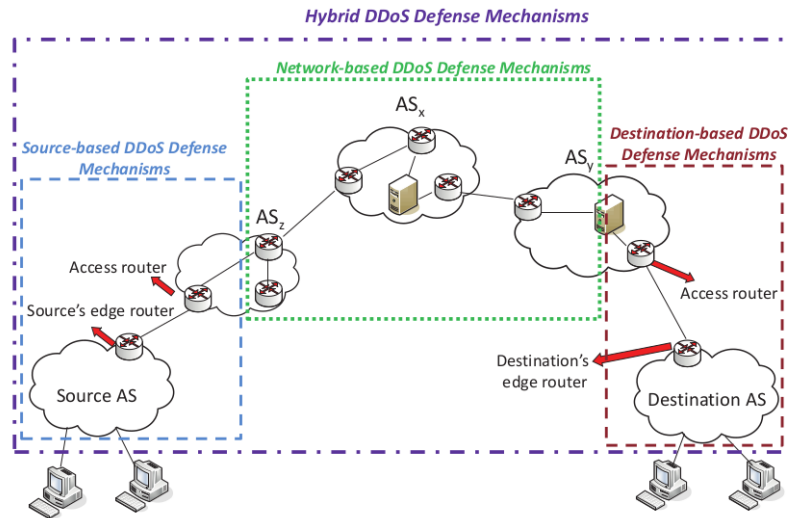 Hybrid DDoS Defense Mechanisms
Network-based DDoS Defense Mechanisms
ASx
Source-based DDoS Defense
Mechanisms
Destination-based DDoS
Defense Mechanisms
ASy
ASz
Access router
Source's edge router
Access router
Destination's
edge router
Source AS
Destination AS